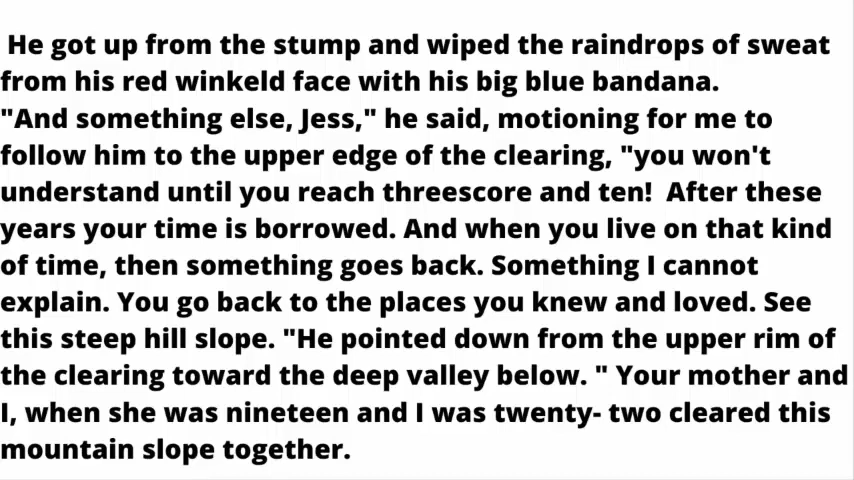 He got up from the stump and wiped the raindrops of sweat
from his red winkeld face with his big blue bandana.
"And something else, Jess," he said, motioning for me to
follow him to the upper edge of the clearing, "you won't
understand until you reach threescore and ten!  After these
years your time is borrowed. And when you live on that kind
of time, then something goes back. Something I cannot
explain. You go back to the places you knew and loved. See
this steep hill slope. "He pointed down from the upper rim of
the clearing toward the deep valley below. " Your mother and
I, when she was nineteen and I was twenty- two cleared this
mountain slope together.